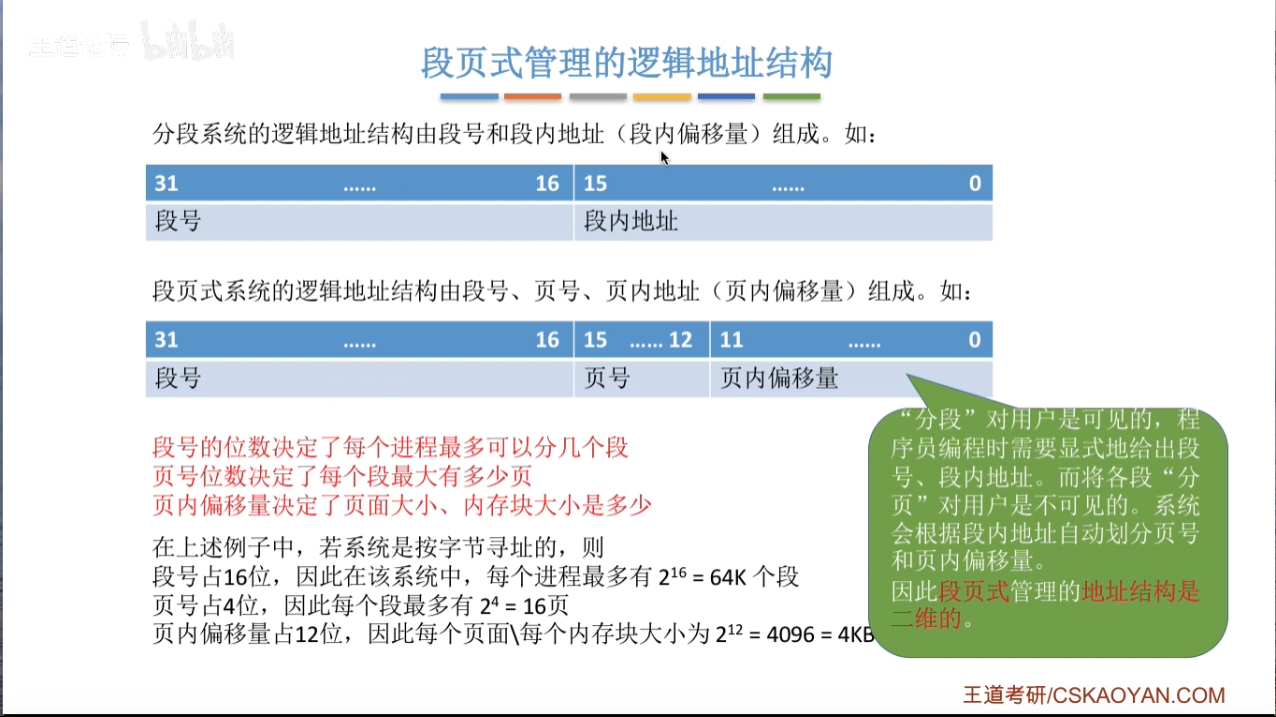 王道论坛 bilibili
段页式管理的逻辑地址结构
分段系统的逻辑地址结构由段号和段内地址（段内偏移量）组成。如：
31 …… 16 15 …… 0
段号 段内地址
段页式系统的逻辑地址结构由段号、页号、页内地址（页内偏移量）组成。如：
31 …… 16 15 …… 12 11 …… 0
段号 页号 页内偏移量
段号的位数决定了每个进程最多可以分几个段
页号位数决定了每个段最大有多少页
页内偏移量决定了页面大小、内存块大小是多少
在上述例子中，若系统是按字节寻址的，则
段号占16位，因此在该系统中，每个进程最多有 2¹⁶ = 64K 个段
页号占4位，因此每个段最多有 2⁴ = 16页
页内偏移量占12位，因此每个页面\每个内存块大小为 2¹² = 4096 = 4KB
“分段”对用户是可见的，程
序员编程时需要显式地给出段
号、段内地址。而将各段“分
页”对用户是不可见的。系统
会根据段内地址自动划分页号
和页内偏移量。
因此段页式管理的地址结构是
二维的。
王道考研/CSKAOYAN.COM